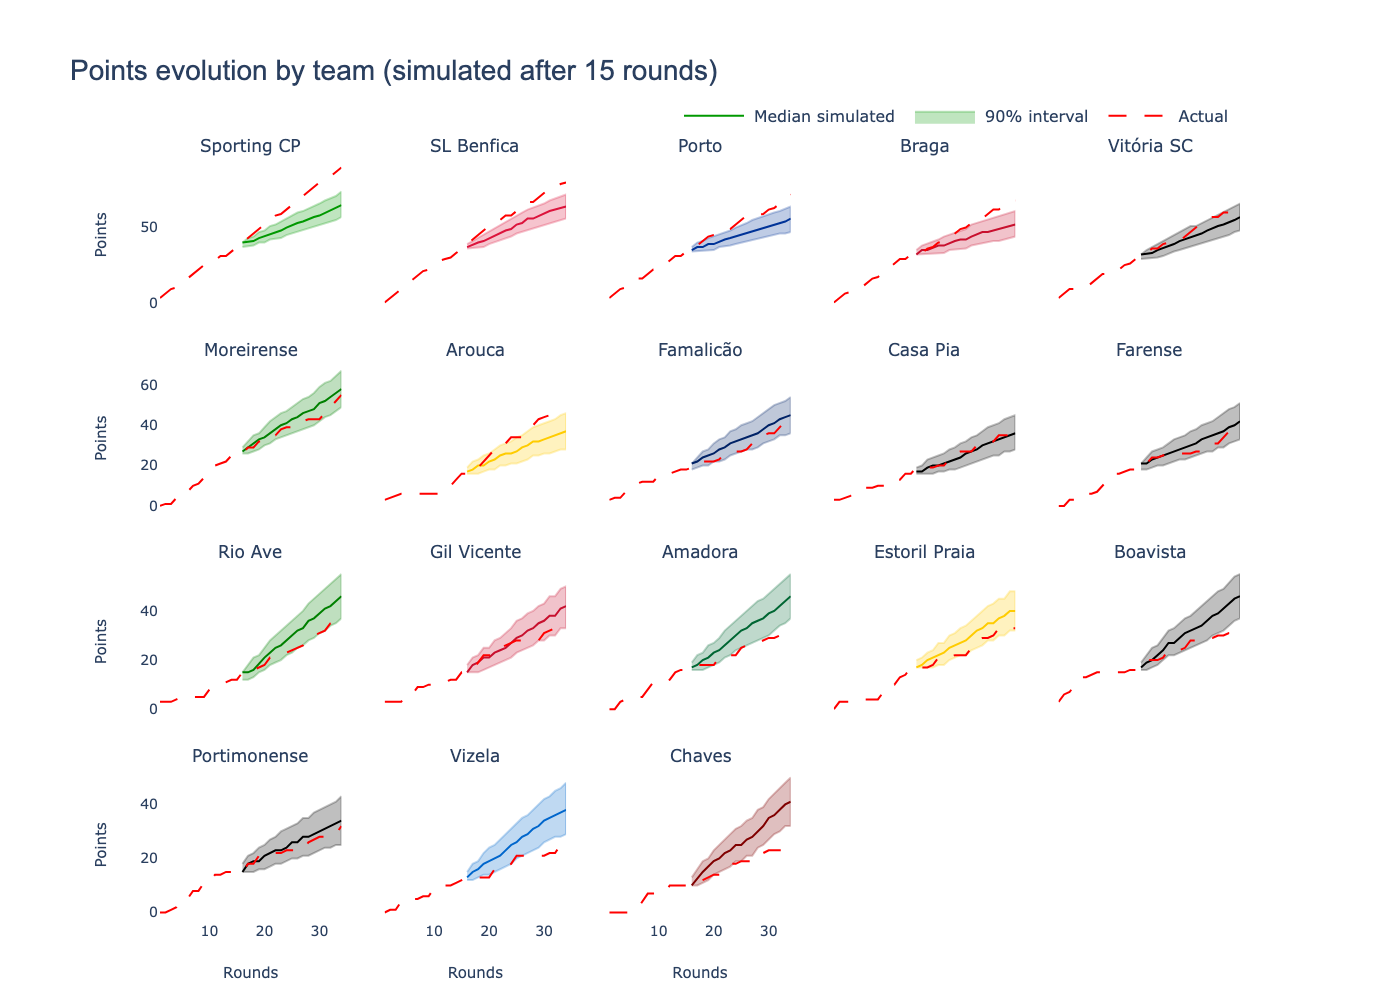 Points evolution by team (simulated after 15 rounds)
Median simulated 90% interval Actual
Sporting CP SL Benfica Porto Braga Vitória SC
Points
50
0
Moreirense Arouca Famalicão Casa Pia Farense
Points
60
40
20
0
Rio Ave Gil Vicente Amadora Estoril Praia Boavista
Points
40
20
0
Portimonense Vizela Chaves
Points
40
20
0
10 20 30 10 20 30 10 20 30
Rounds Rounds Rounds